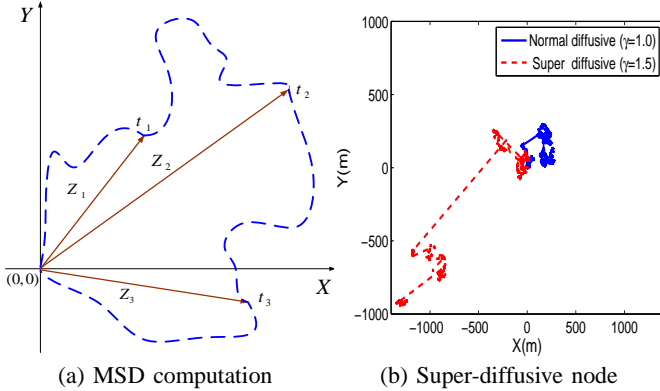 Y
t1
t2
Z1
Z2
(0,0)
X
Z3
t3
(a) MSD computation
1000
500
0
-500
-1000
Y(m)
Normal diffusive (γ=1.0)
Super diffusive (γ=1.5)
-1000 -500 0 500 1000
X(m)
(b) Super-diffusive node